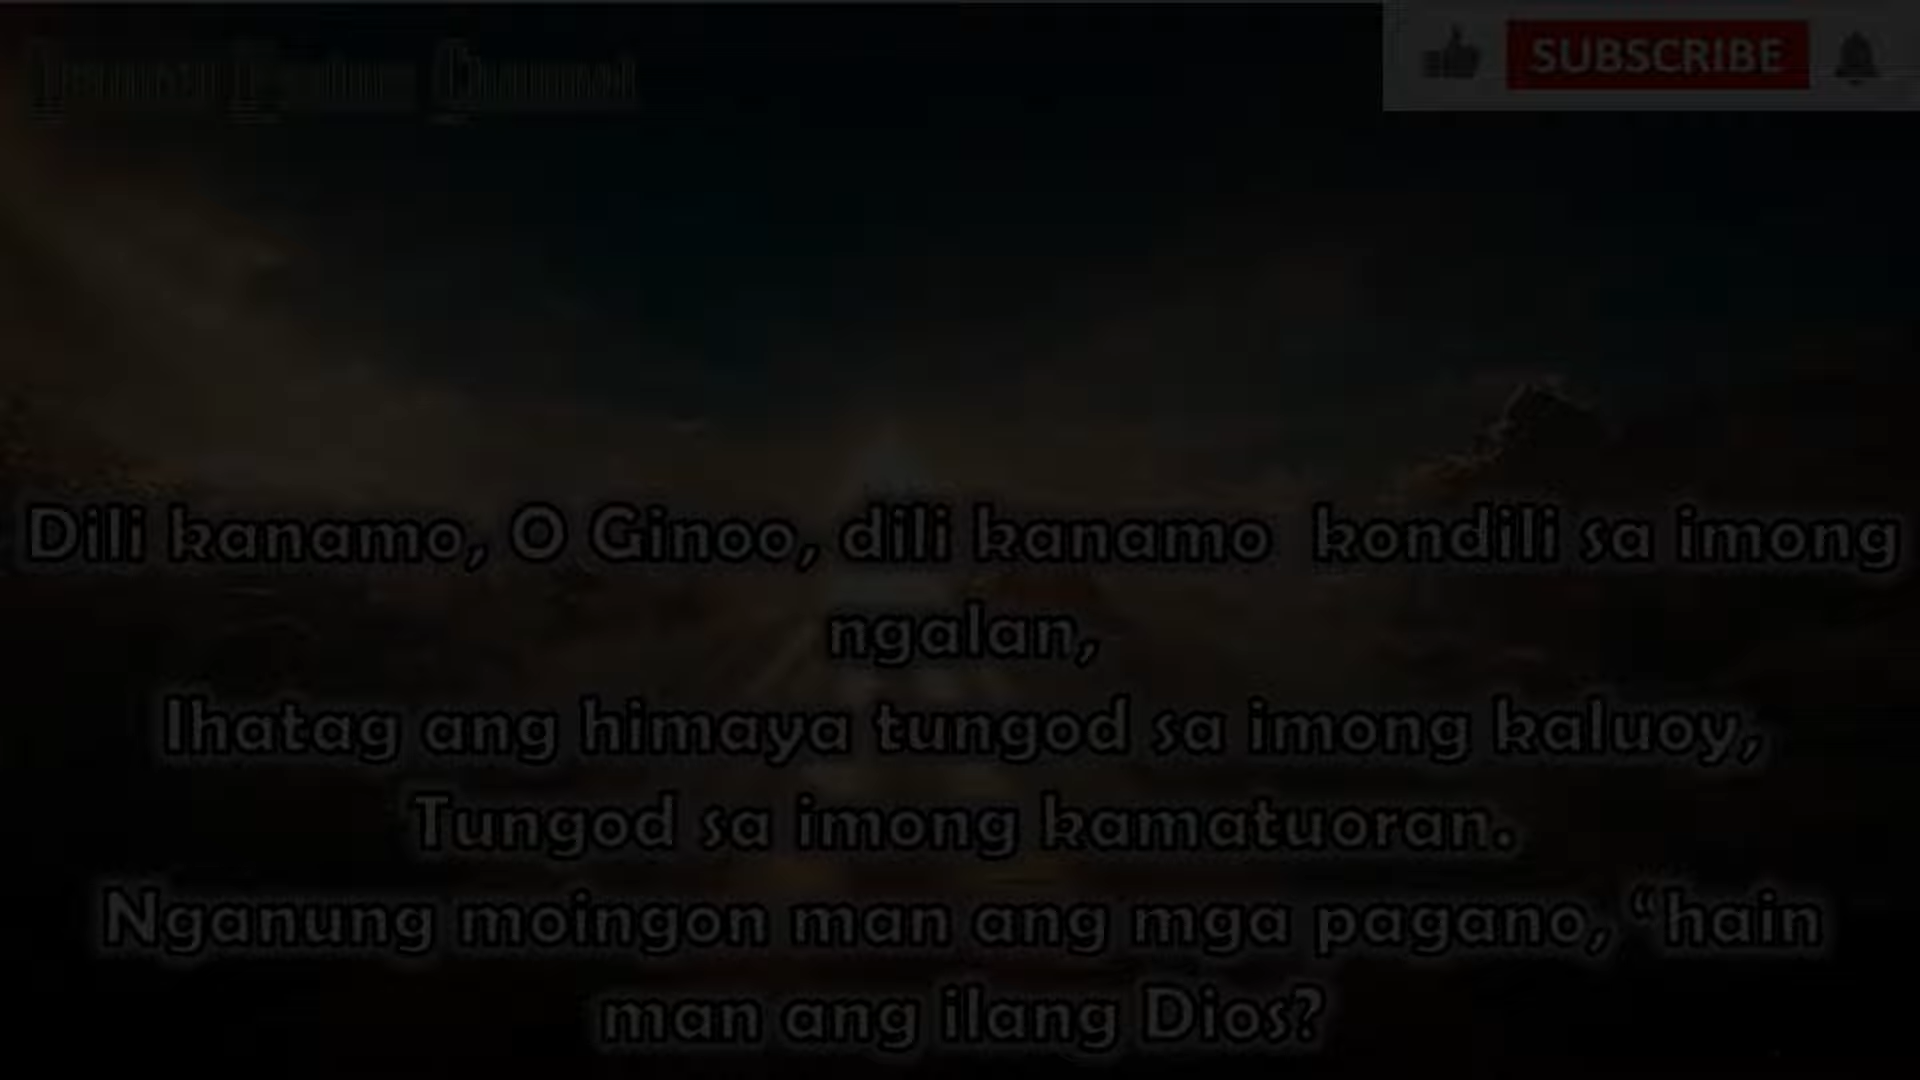 SUBSCRIBE
Dili kanamo, O Ginoo, dili kanamo kondili sa imong
ngalan,
Ihatag ang himaya tungod sa imong kaluoy,
Tungod sa imong kamatuoran.
Nganung moingon man ang mga pagano, “hain
man ang ilang Dios?